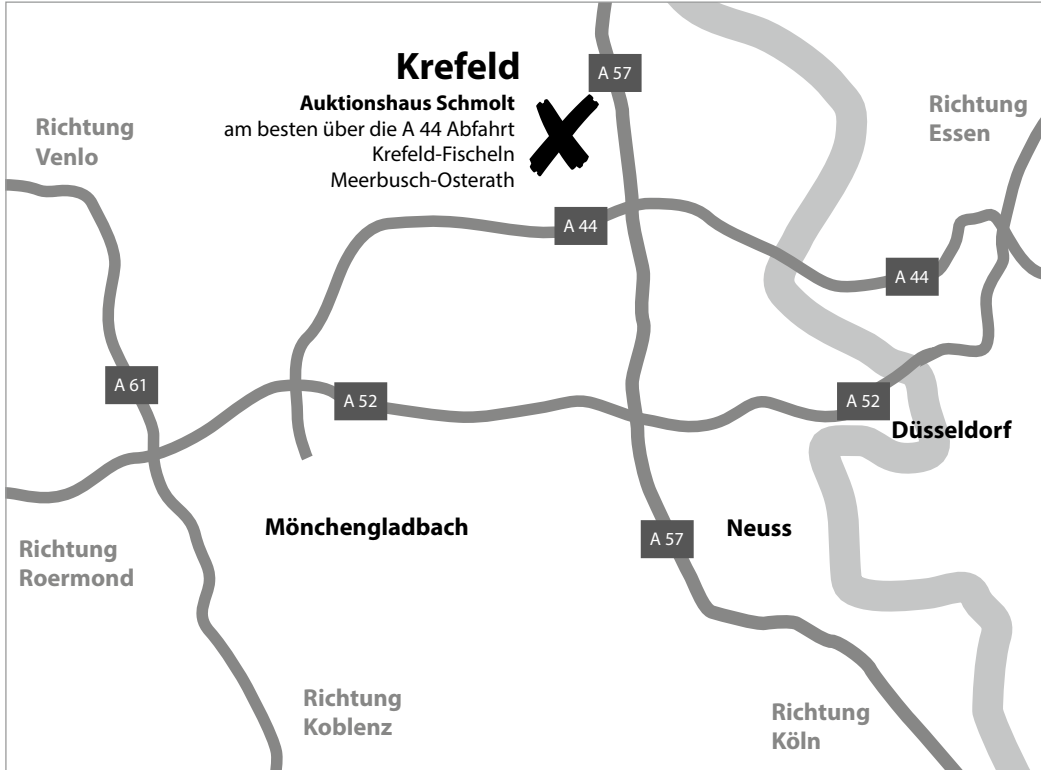 Krefeld
A 57
Auktionshaus Schmolt
am besten über die A 44 Abfahrt
Krefeld-Fischeln
Meerbusch-Osterath
Richtung
Venlo
Richtung
Essen
A 44
A 44
A 61
A 52
A 52
Düsseldorf
Mönchengladbach
Neuss
A 57
Richtung
Roermond
Richtung
Koblenz
Richtung
Köln